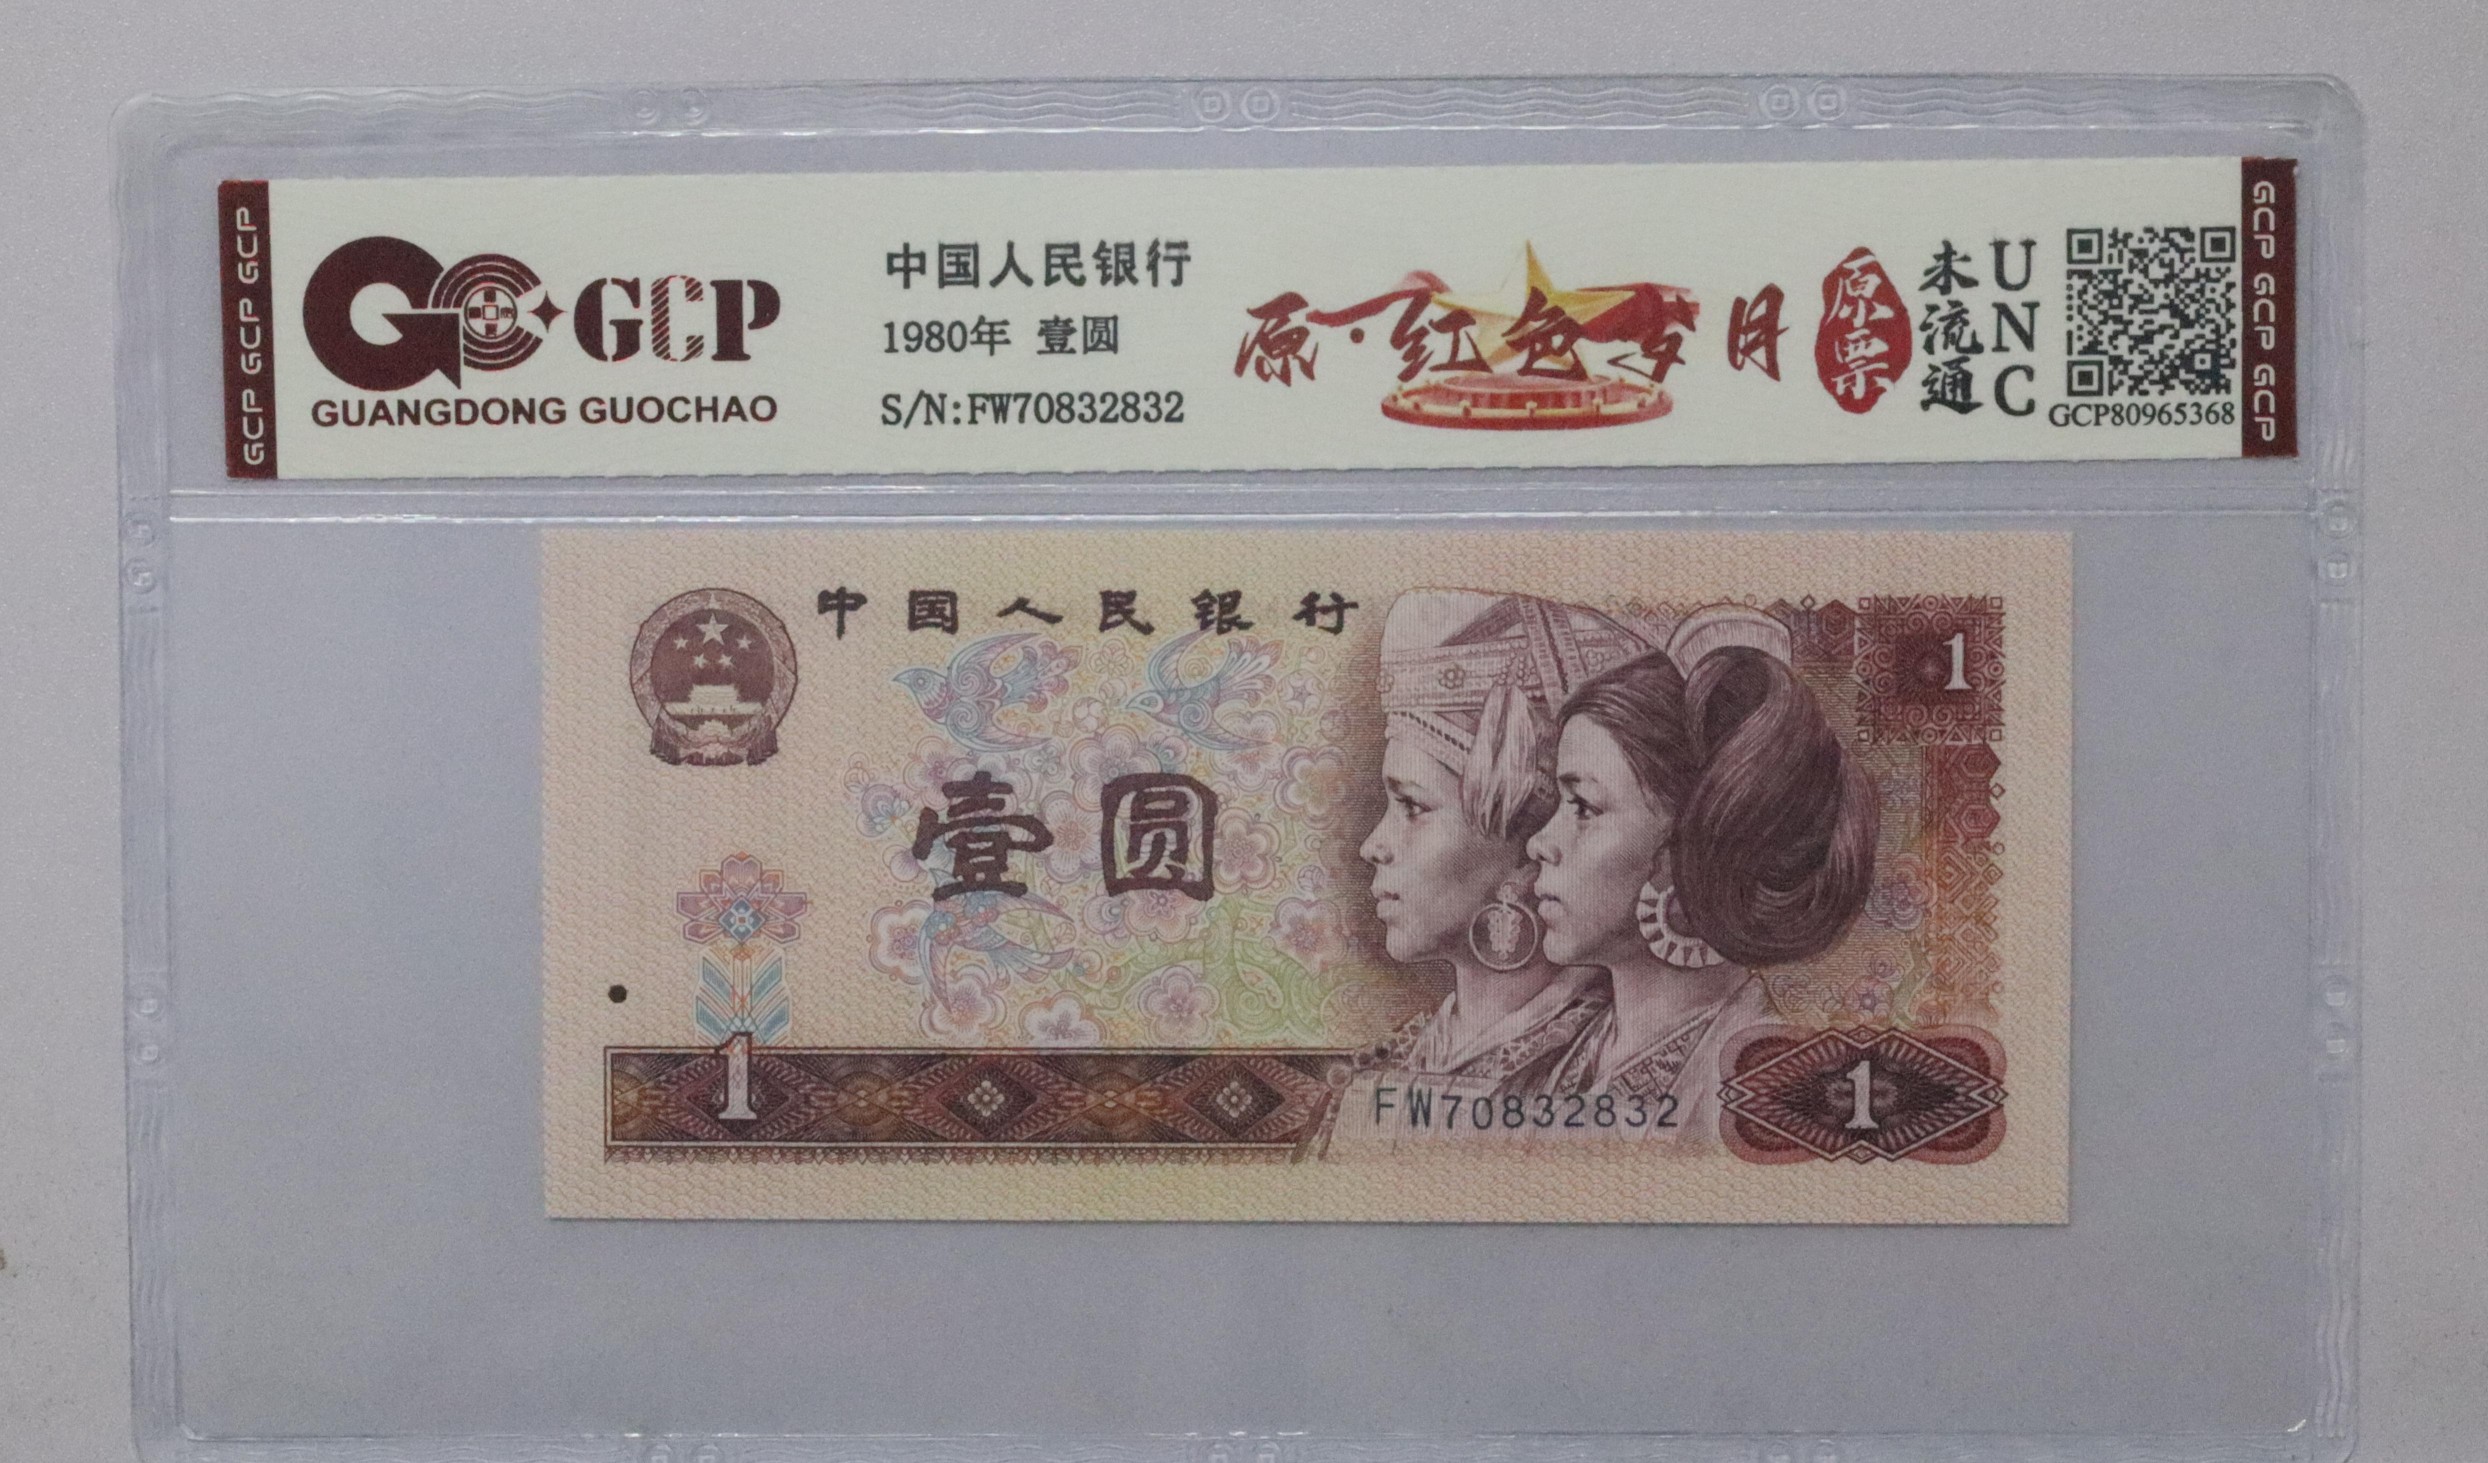 GCP GCP GCP
GCP
GUANGDONG GUOCHAO
中国人民银行
1980年 壹圆
S/N:FW70832832
原·红色岁月
原票
未流通
UNC
GCP80965368
GCP GCP GCP
中国人民银行
1
壹圆
1
FW70832832
1